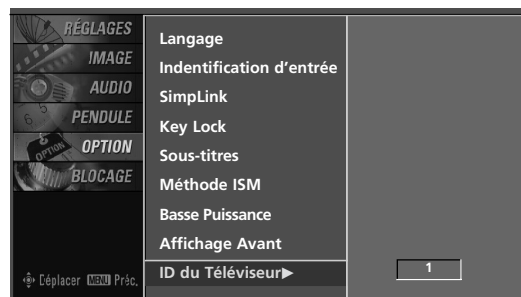 RÉGLAGES
IMAGE
AUDIO
PENDULE
OPTION
BLOCAGE
Déplacer MENU Préc.
Langage
Indentification d'entrée
SimpLink
Key Lock
Sous-titres
Méthode ISM
Basse Puissance
Affichage Avant
ID du Téléviseur▶
1